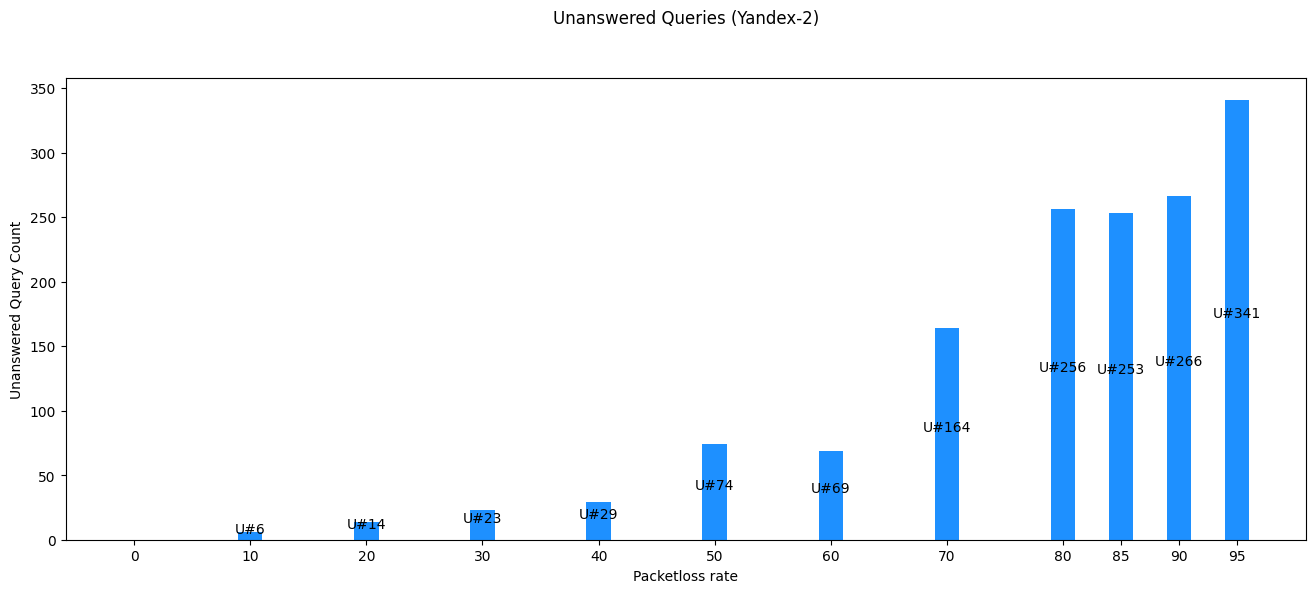 Unanswered Queries (Yandex-2)
Unanswered Query Count
350
300
250
200
150
100
50
0
U#6
U#14
U#23
U#29
U#74
U#69
U#164
U#256
U#253
U#266
U#341
0 10 20 30 40 50 60 70 80 85 90 95
Packetloss rate